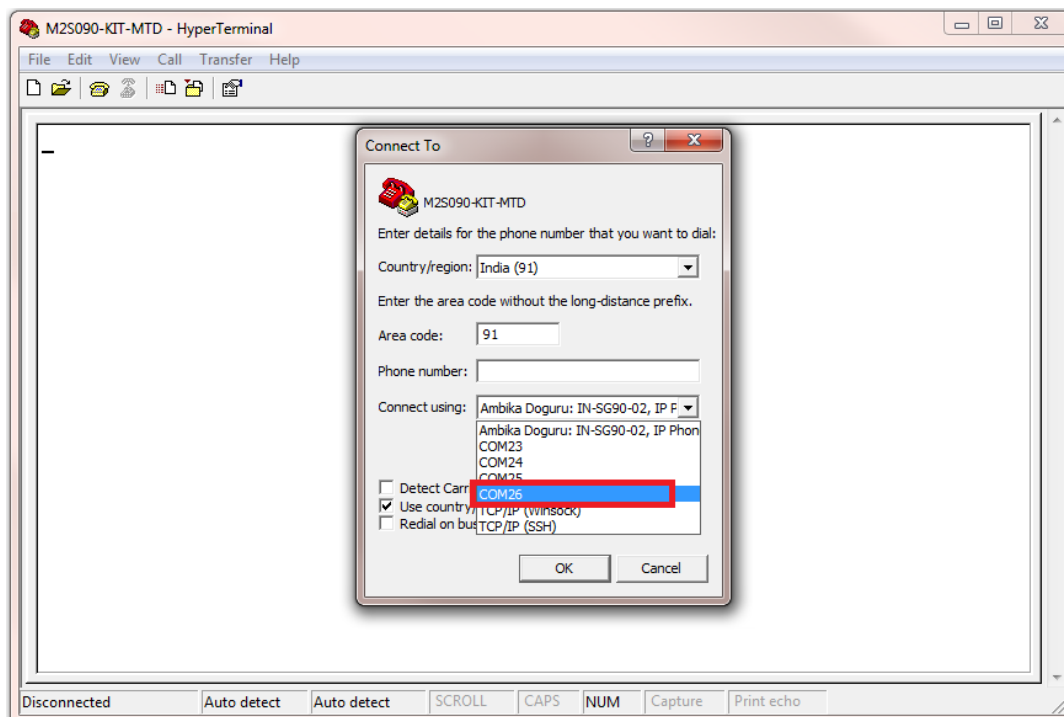 M2S090-KIT-MTD - HyperTerminal
File Edit View Call Transfer Help
Connect To
M2S090-KIT-MTD
Enter details for the phone number that you want to dial:
Country/region: India (91)
Enter the area code without the long-distance prefix.
Area code: 91
Phone number:
Connect using: Ambika Doguru: IN-SG90-02, IP P
Ambika Doguru: IN-SG90-02, IP Phon
COM23
COM24
COM25
Detect Carr
COM26
Use country/
TCP/IP (Winsock)
Redial on bus
TCP/IP (SSH)
OK Cancel
Disconnected Auto detect Auto detect SCROLL CAPS NUM Capture Print echo